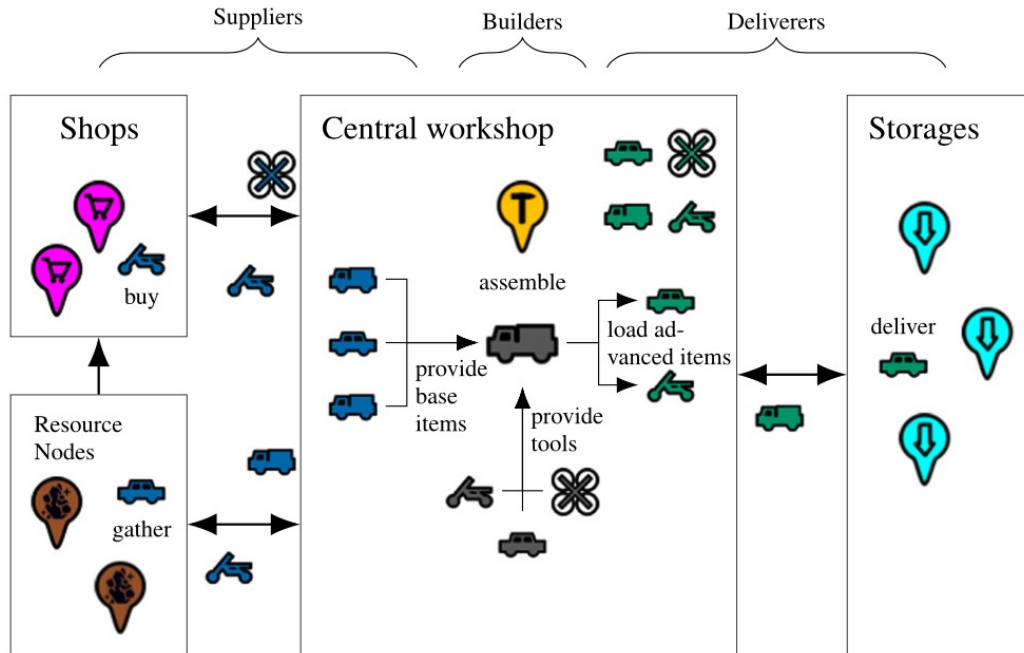 Suppliers
Builders
Deliverers
Shops
buy
Resource
Nodes
gather
Central workshop
assemble
provide
base
items
load ad-
vanced items
provide
tools
Storages
deliver